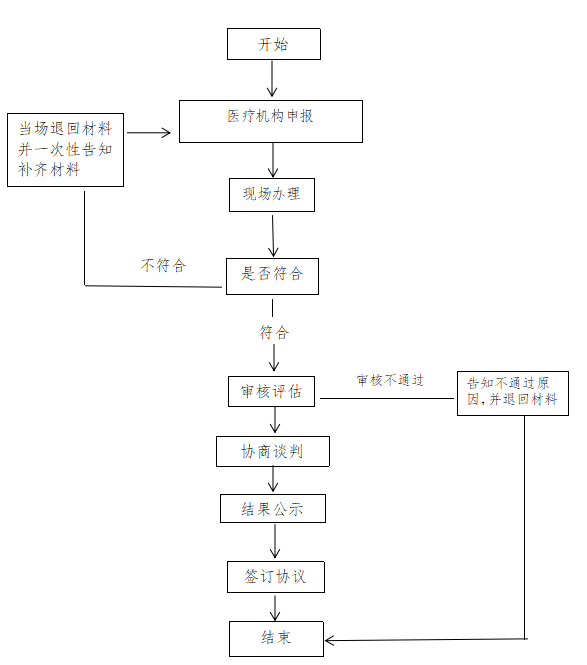 开始
医疗机构申报
当场退回材料
并一次性告知
补齐材料
现场办理
不符合
是否符合
符合
审核评估
审核不通过
告知不通过原
因,并退回材料
协商谈判
结果公示
签订协议
结束